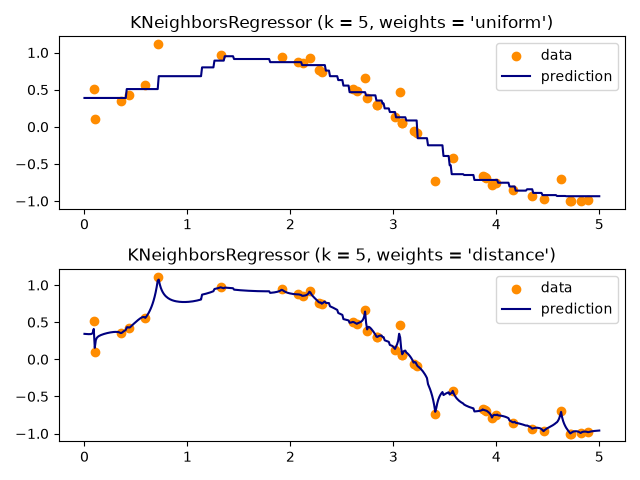 KNeighborsRegressor (k = 5, weights = 'uniform')
1.0
0.5
0.0
−0.5
−1.0
data
prediction
0 1 2 3 4 5
KNeighborsRegressor (k = 5, weights = 'distance')
1.0
0.5
0.0
−0.5
−1.0
data
prediction
0 1 2 3 4 5